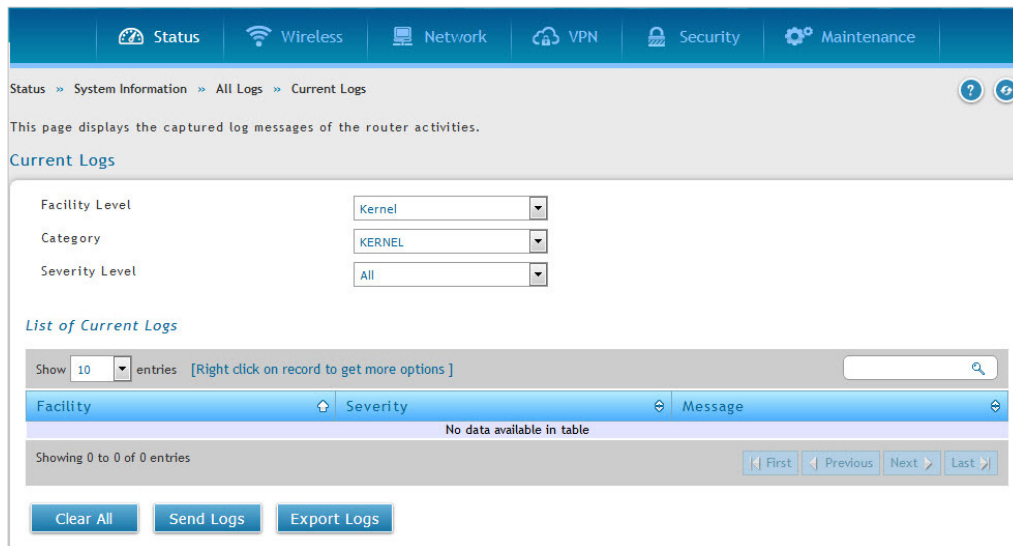 Status Wireless Network VPN Security Maintenance
Status » System Information » All Logs » Current Logs
?
This page displays the captured log messages of the router activities.
Current Logs
Facility Level Kernel
Category KERNEL
Severity Level All
List of Current Logs
Show 10 entries [Right click on record to get more options ]
Facility Severity Message
No data available in table
Showing 0 to 0 of 0 entries First Previous Next Last
Clear All Send Logs Export Logs